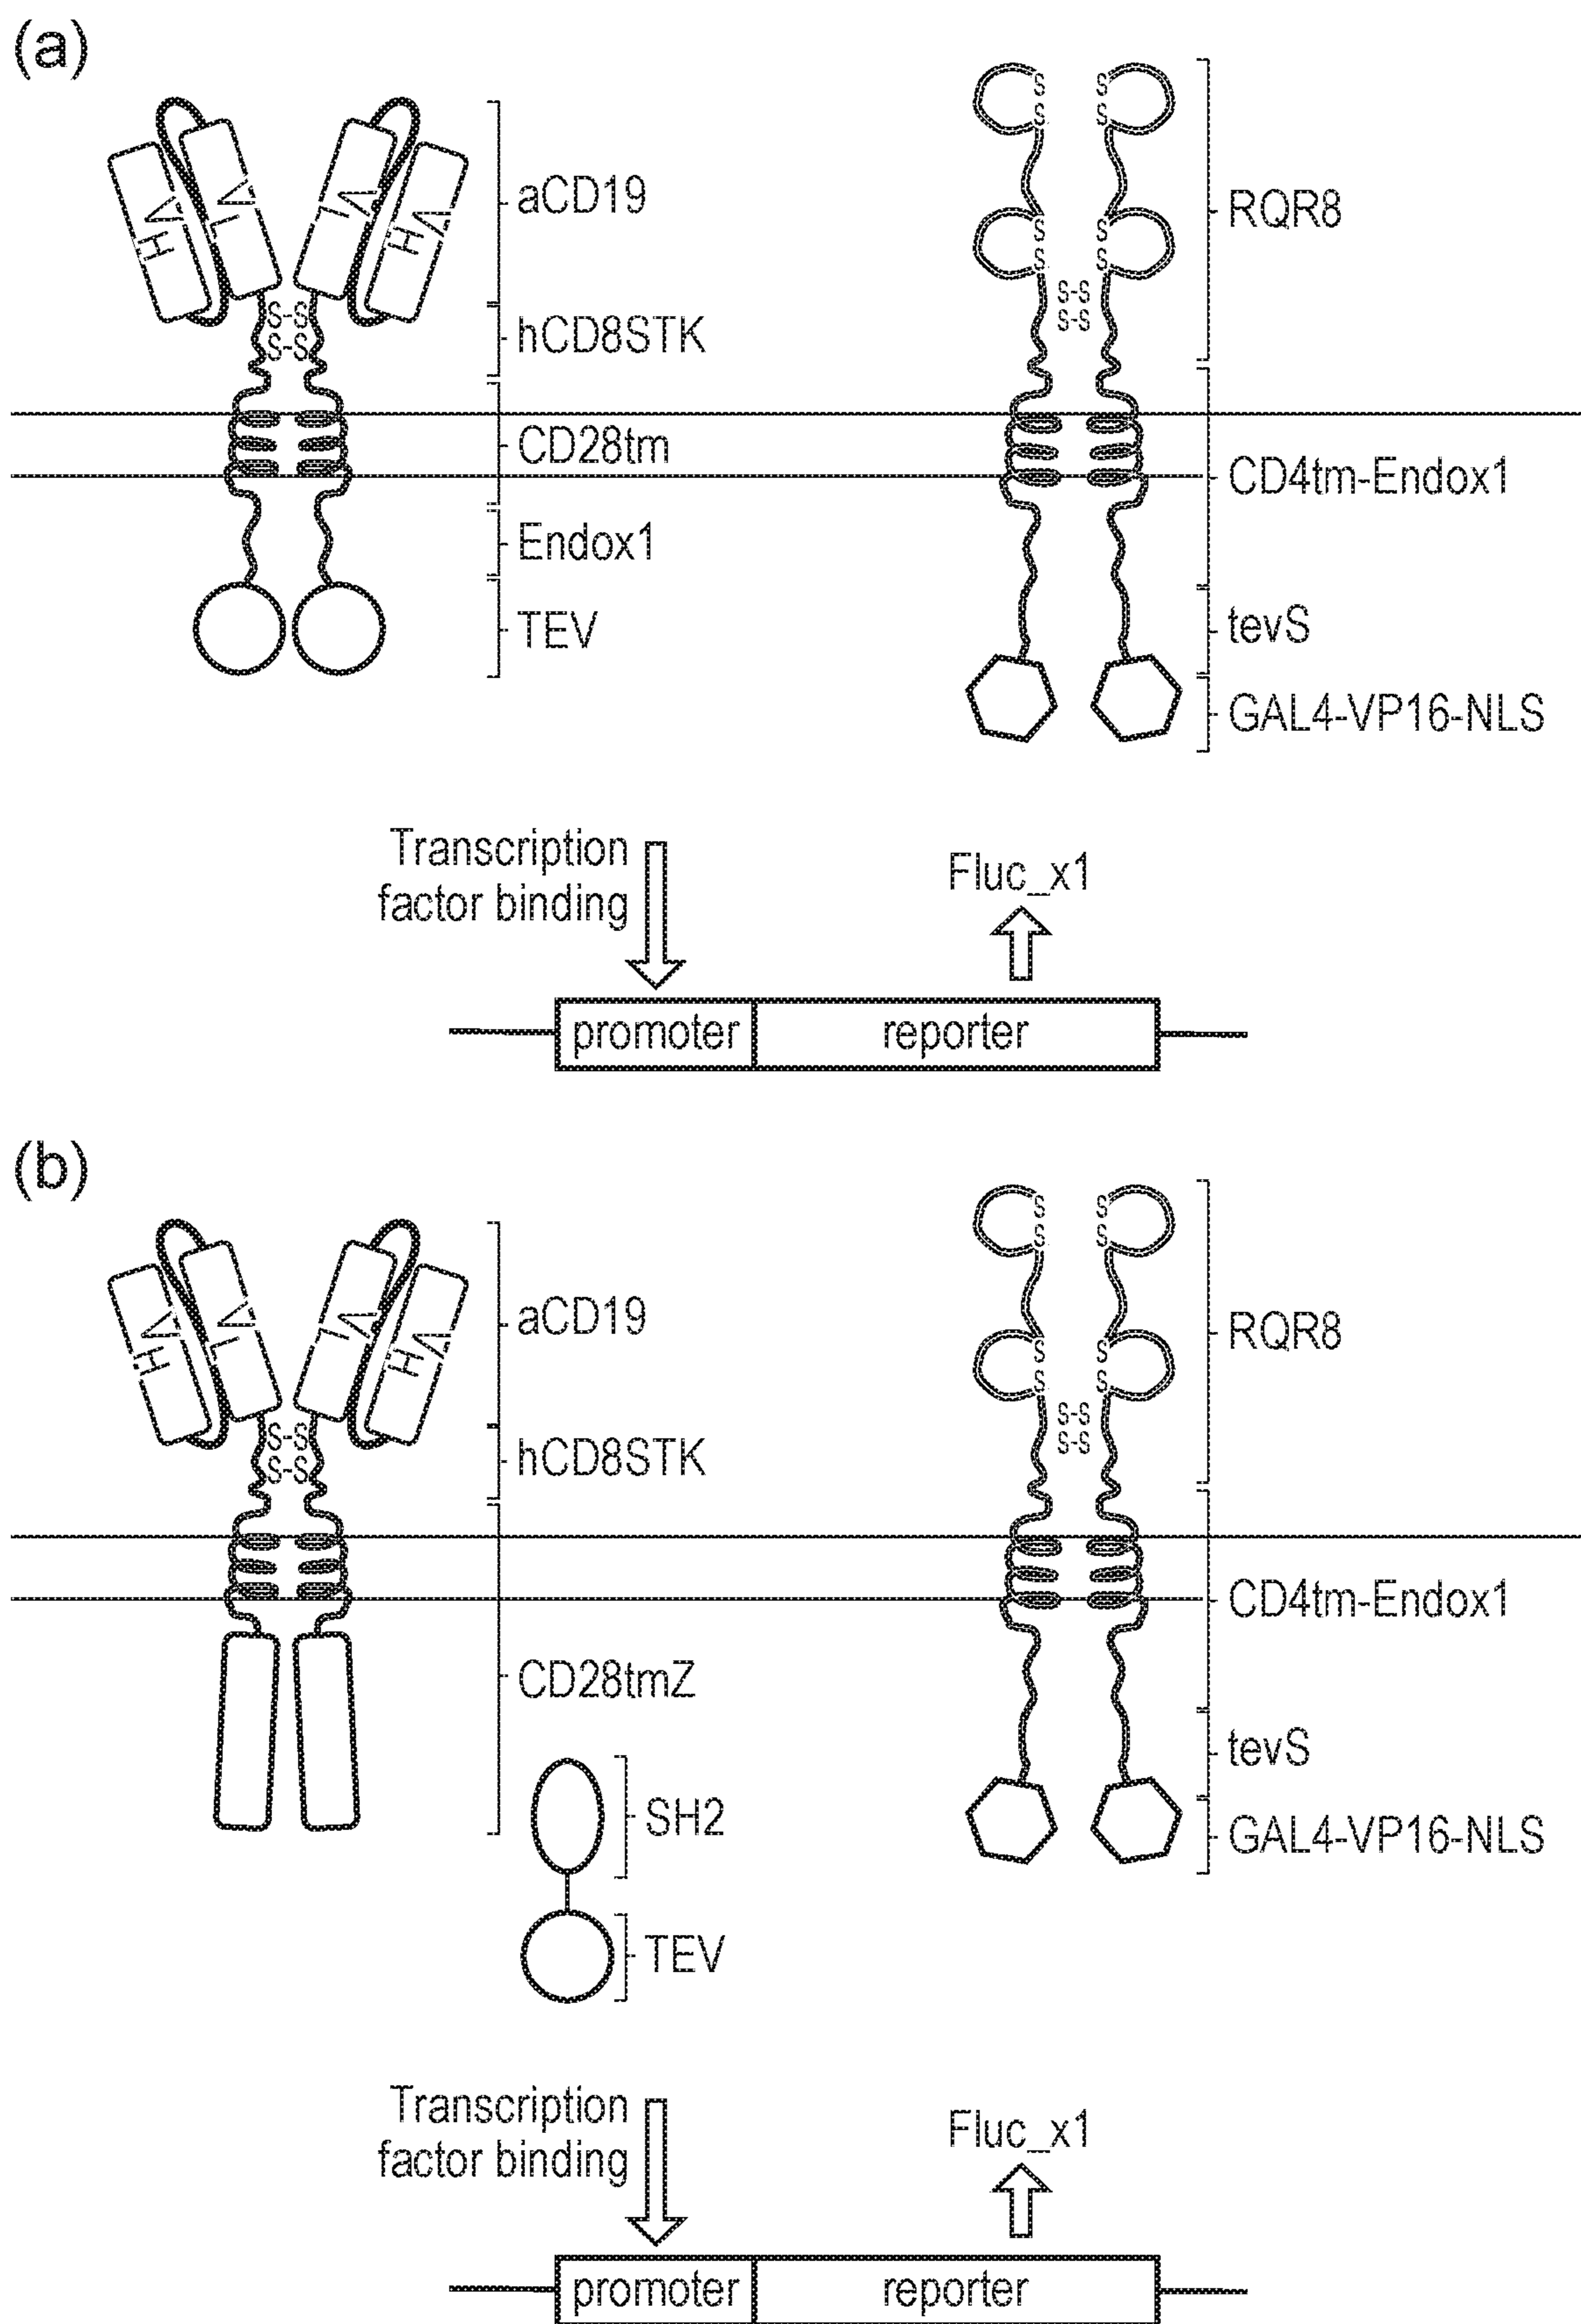 (a)
VH
VL
VL
VH
S-S
S-S
aCD19
hCD8STK
CD28tm
Endox1
TEV
S
S
S
S
S
S
S
S
S-S
S-S
RQR8
CD4tm-Endox1
tevS
GAL4-VP16-NLS
Transcription
factor binding
Fluc_x1
promoter
reporter
(b)
VH
VL
VL
VH
S-S
S-S
aCD19
hCD8STK
CD28tmZ
SH2
TEV
S
S
S
S
S
S
S
S
S-S
S-S
RQR8
CD4tm-Endox1
tevS
GAL4-VP16-NLS
Transcription
factor binding
Fluc_x1
promoter
reporter